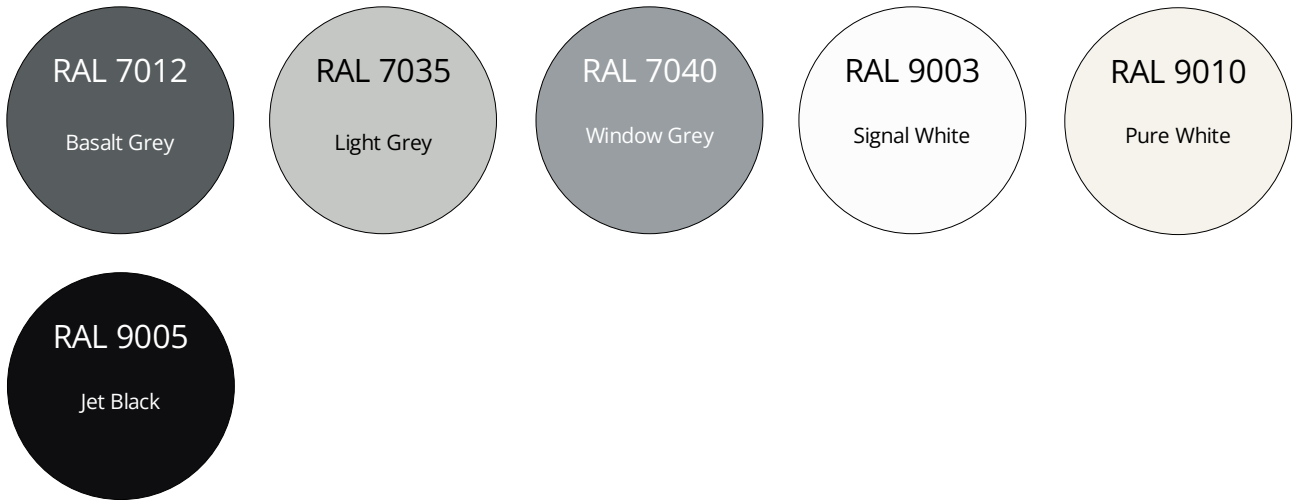 RAL 7012
Basalt Grey
RAL 7035
Light Grey
RAL 7040
Window Grey
RAL 9003
Signal White
RAL 9010
Pure White
RAL 9005
Jet Black